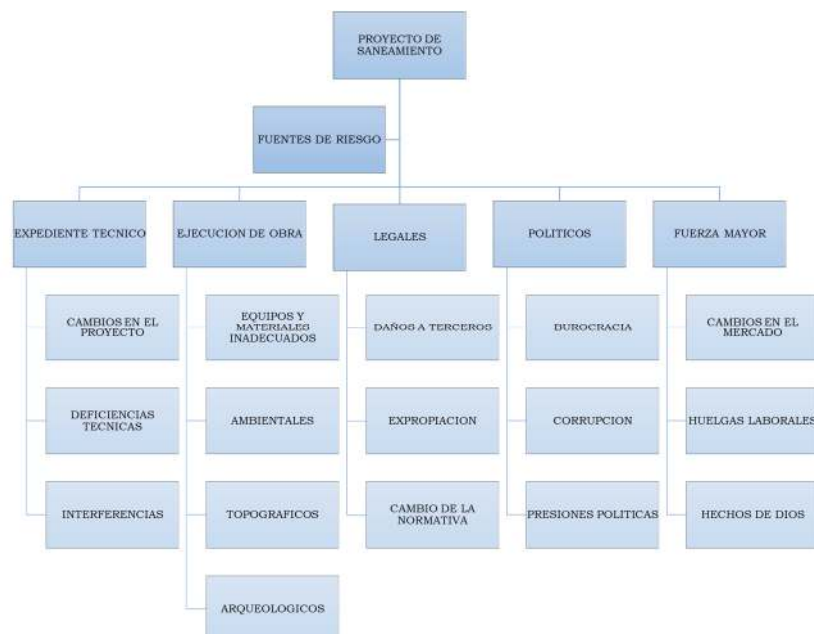 PROYECTO DE
SANEAMIENTO
FUENTES DE RIESGO
EXPEDIENTE TECNICO
EJECUCION DE OBRA
LEGALES
POLITICOS
FUERZA MAYOR
CAMBIOS EN EL
PROYECTO
EQUIPOS Y
MATERIALES
INADECUADOS
DAÑOS A TERCEROS
BUROCRACIA
CAMBIOS EN EL
MERCADO
DEFICIENCIAS
TECNICAS
AMBIENTALES
EXPROPIACION
CORRUPCION
HUELGAS LABORALES
INTERFERENCIAS
TOPOGRAFICOS
CAMBIO DE LA
NORMATIVA
PRESIONES POLITICAS
HECHOS DE DIOS
ARQUEOLOGICOS